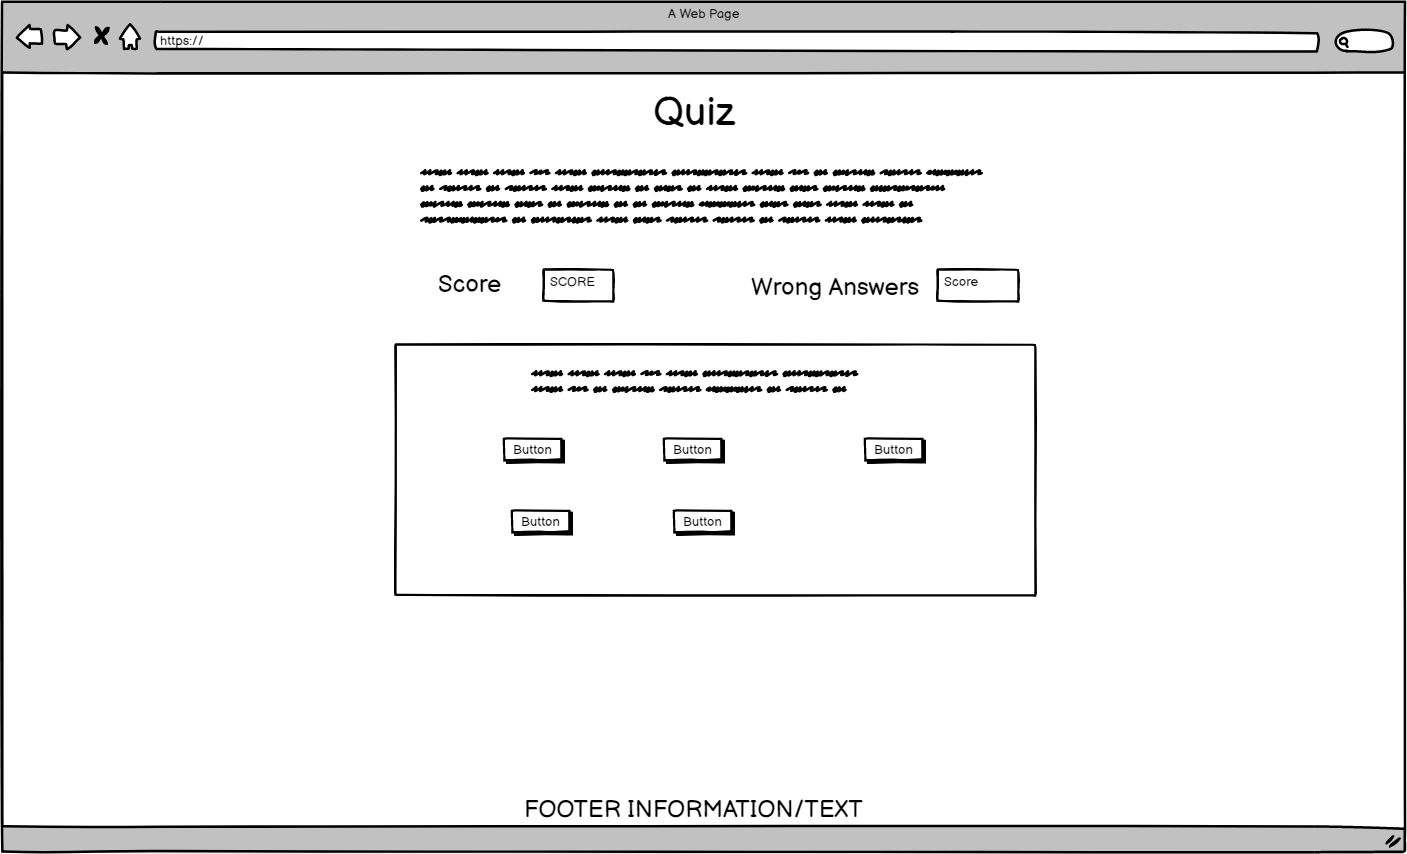 A Web Page
https://
Quiz
Score SCORE Wrong Answers Score
Button Button Button
Button Button
FOOTER INFORMATION/TEXT